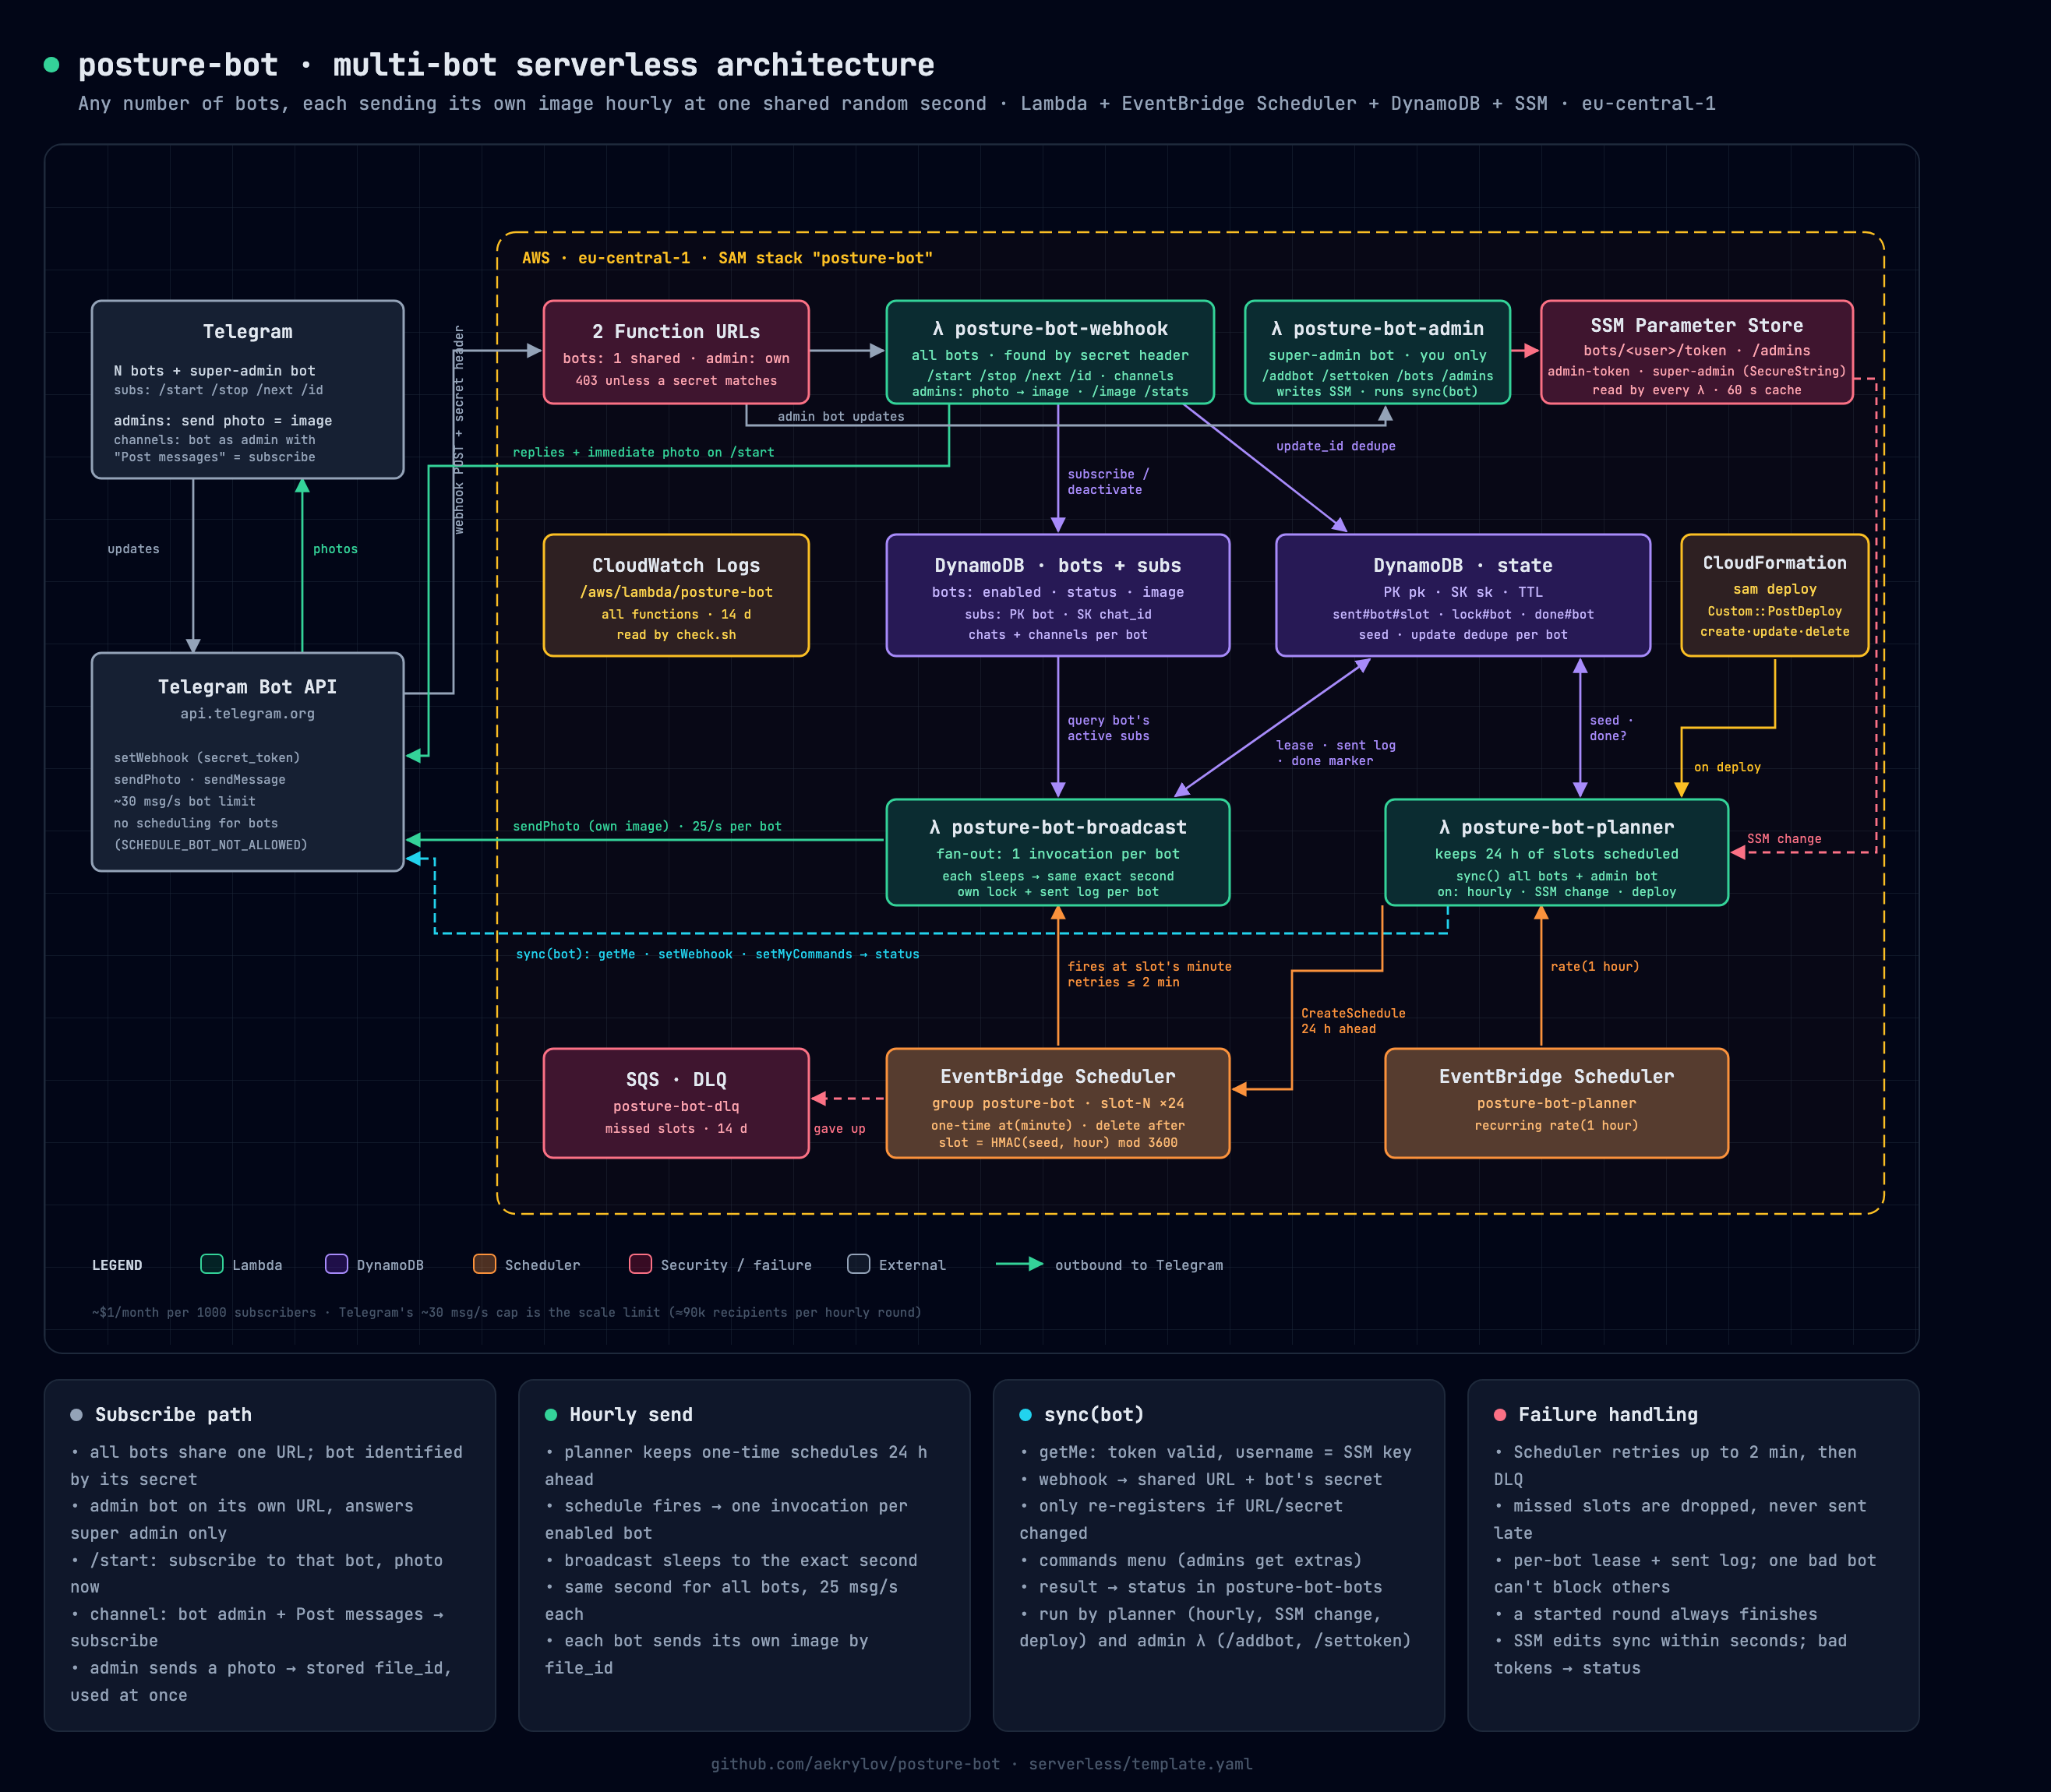 posture-bot · multi-bot serverless architecture
Any number of bots, each sending its own image hourly at one shared random second · Lambda + EventBridge Scheduler + DynamoDB + SSM · eu-central-1
AWS · eu-central-1 · SAM stack "posture-bot"
Telegram
N bots + super-admin bot
subs: /start /stop /next /id
admins: send photo = image
channels: bot as admin with
"Post messages" = subscribe
webhook POST + secret header
2 Function URLs
bots: 1 shared · admin: own
403 unless a secret matches
λ posture-bot-webhook
all bots · found by secret header
/start /stop /next /id · channels
admins: photo → image · /image /stats
λ posture-bot-admin
super-admin bot · you only
/addbot /settoken /bots /admins
writes SSM · runs sync(bot)
SSM Parameter Store
bots/<user>/token · /admins
admin-token · super-admin (SecureString)
read by every λ · 60 s cache
admin bot updates
replies + immediate photo on /start
update_id dedupe
subscribe /
deactivate
updates
photos
CloudWatch Logs
/aws/lambda/posture-bot
all functions · 14 d
read by check.sh
DynamoDB · bots + subs
bots: enabled · status · image
subs: PK bot · SK chat_id
chats + channels per bot
DynamoDB · state
PK pk · SK sk · TTL
sent#bot#slot · lock#bot · done#bot
seed · update dedupe per bot
CloudFormation
sam deploy
Custom::PostDeploy
create·update·delete
Telegram Bot API
api.telegram.org
setWebhook (secret_token)
sendPhoto · sendMessage
~30 msg/s bot limit
no scheduling for bots
(SCHEDULE_BOT_NOT_ALLOWED)
query bot's
active subs
lease · sent log
· done marker
seed ·
done?
on deploy
sendPhoto (own image) · 25/s per bot
λ posture-bot-broadcast
fan-out: 1 invocation per bot
each sleeps → same exact second
own lock + sent log per bot
λ posture-bot-planner
keeps 24 h of slots scheduled
sync() all bots + admin bot
on: hourly · SSM change · deploy
SSM change
sync(bot): getMe · setWebhook · setMyCommands → status
fires at slot's minute
retries ≤ 2 min
rate(1 hour)
CreateSchedule
24 h ahead
SQS · DLQ
posture-bot-dlq
missed slots · 14 d
gave up
EventBridge Scheduler
group posture-bot · slot-N ×24
one-time at(minute) · delete after
slot = HMAC(seed, hour) mod 3600
EventBridge Scheduler
posture-bot-planner
recurring rate(1 hour)
LEGEND
Lambda
DynamoDB
Scheduler
Security / failure
External
outbound to Telegram
~$1/month per 1000 subscribers · Telegram's ~30 msg/s cap is the scale limit (≈90k recipients per hourly round)
Subscribe path
• all bots share one URL; bot identified
by its secret
• admin bot on its own URL, answers
super admin only
• /start: subscribe to that bot, photo
now
• channel: bot admin + Post messages →
subscribe
• admin sends a photo → stored file_id,
used at once
Hourly send
• planner keeps one-time schedules 24 h
ahead
• schedule fires → one invocation per
enabled bot
• broadcast sleeps to the exact second
• same second for all bots, 25 msg/s
each
• each bot sends its own image by
file_id
sync(bot)
• getMe: token valid, username = SSM key
• webhook → shared URL + bot's secret
• only re-registers if URL/secret
changed
• commands menu (admins get extras)
• result → status in posture-bot-bots
• run by planner (hourly, SSM change,
deploy) and admin λ (/addbot, /settoken)
Failure handling
• Scheduler retries up to 2 min, then
DLQ
• missed slots are dropped, never sent
late
• per-bot lease + sent log; one bad bot
can't block others
• a started round always finishes
• SSM edits sync within seconds; bad
tokens → status
github.com/aekrylov/posture-bot · serverless/template.yaml